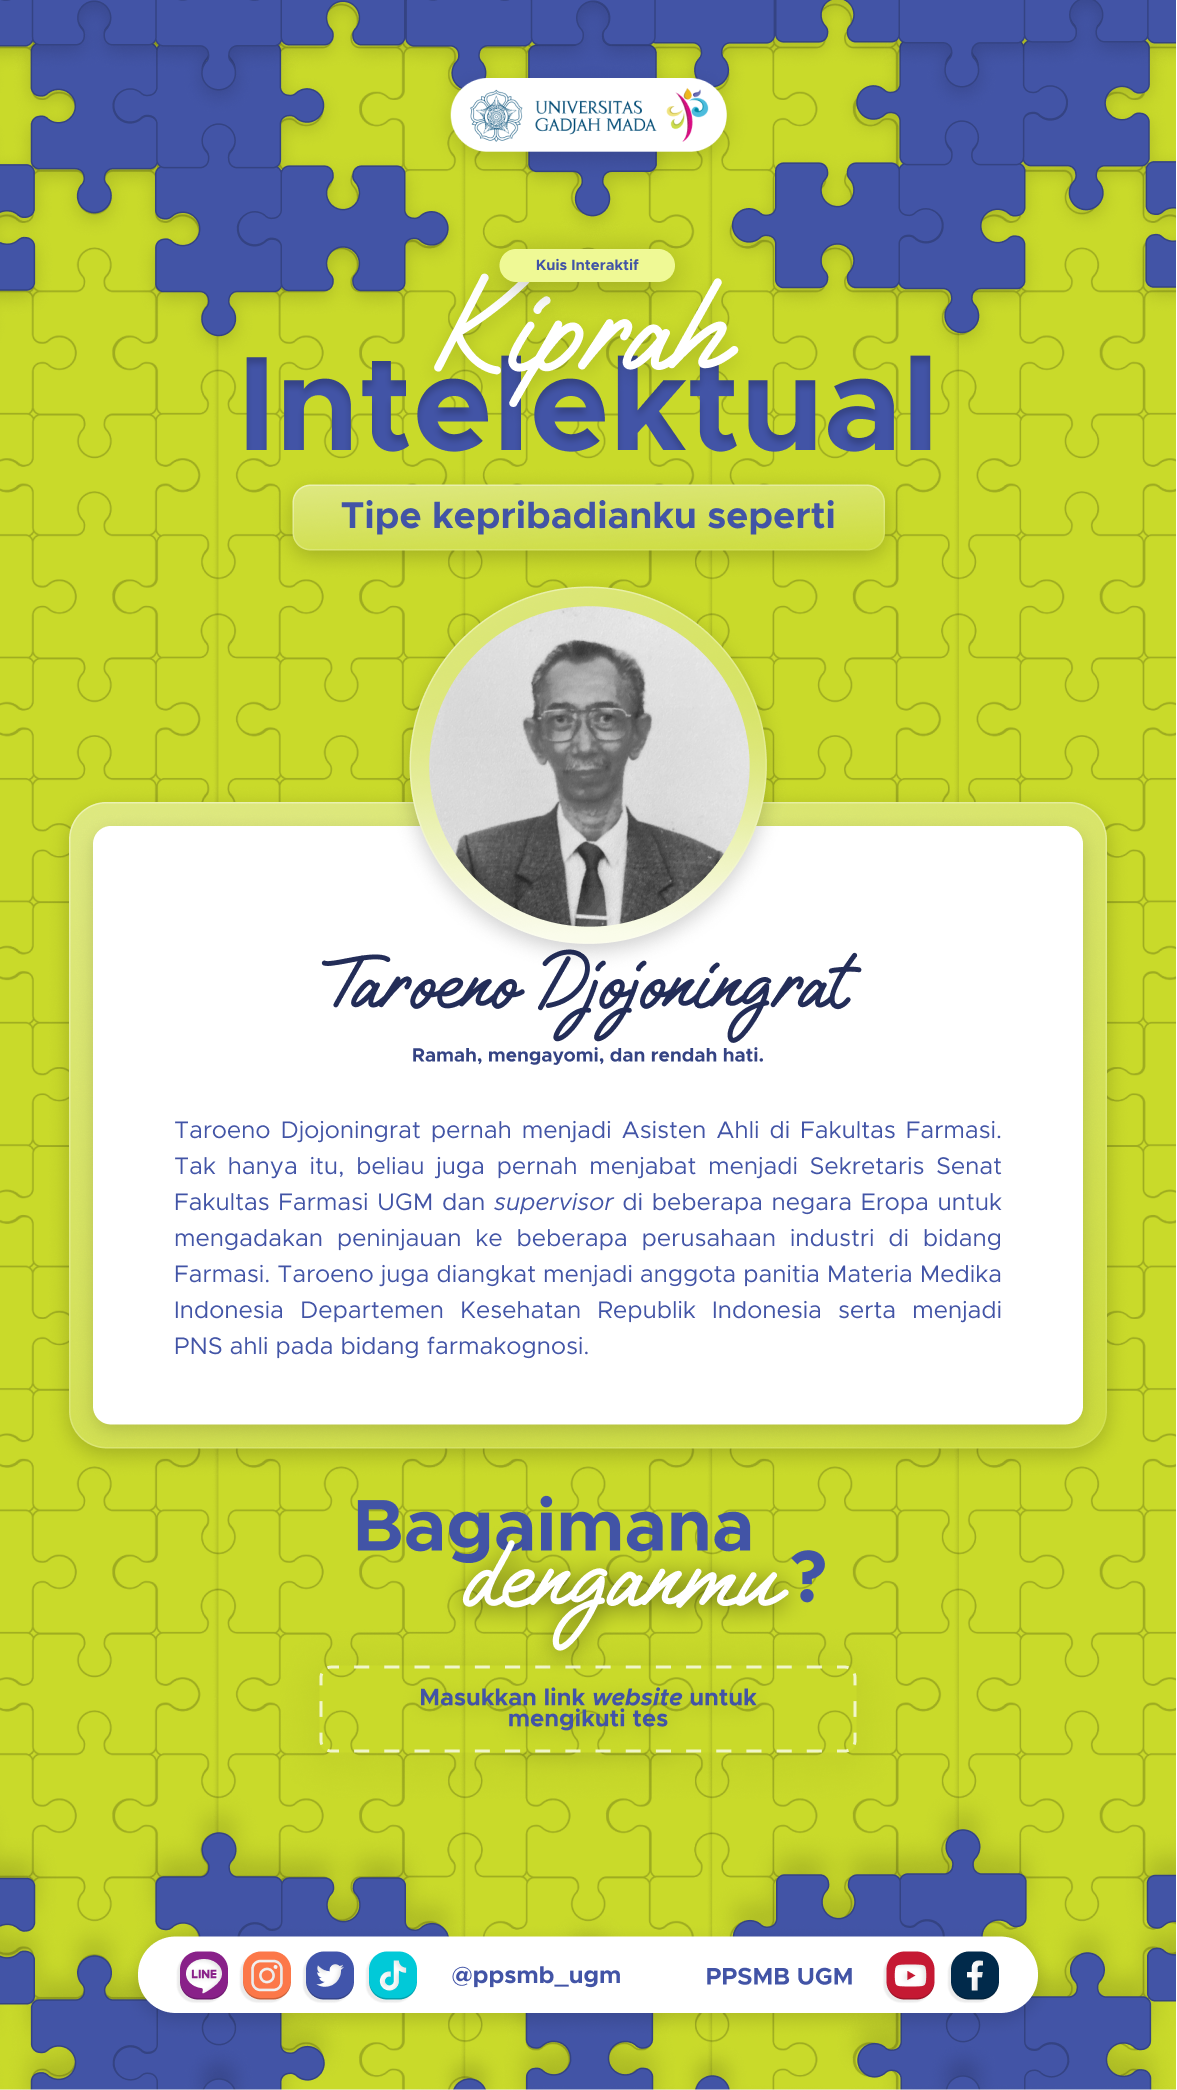 UNIVERSITAS
GADJAH MADA
Kuis Interaktif
Kiprah
Intelektual
Tipe kepribadianku seperti
Taroeno Djojoningrat
Ramah, mengayomi, dan rendah hati.
Taroeno Djojoningrat pernah menjadi Asisten Ahli di Fakultas Farmasi.
Tak hanya itu, beliau juga pernah menjabat menjadi Sekretaris Senat
Fakultas Farmasi UGM dan supervisor di beberapa negara Eropa untuk
mengadakan peninjauan ke beberapa perusahaan industri di bidang
Farmasi. Taroeno juga diangkat menjadi anggota panitia Materia Medika
Indonesia Departemen Kesehatan Republik Indonesia serta menjadi
PNS ahli pada bidang farmakognosi.
Bagaimana
denganmu?
Masukkan link website untuk
mengikuti tes
LINE
@ppsmb_ugm
PPSMB UGM